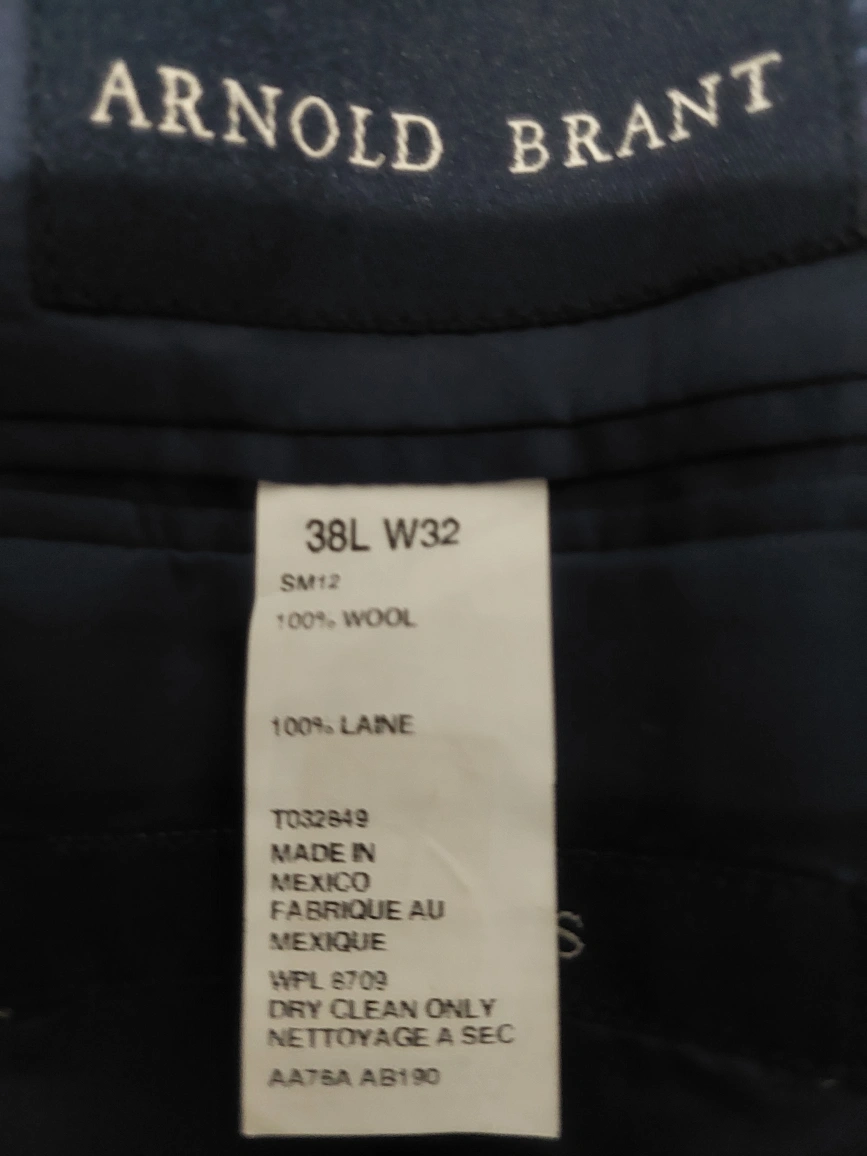 ARNOLD BRANT
38L W32
SM12
100% WOOL
100% LAINE
T032849
MADE IN
MEXICO
FABRIQUE AU
MEXIQUE
S
WPL 8709
DRY CLEAN ONLY
NETTOYAGE A SEC
AA76A AB190